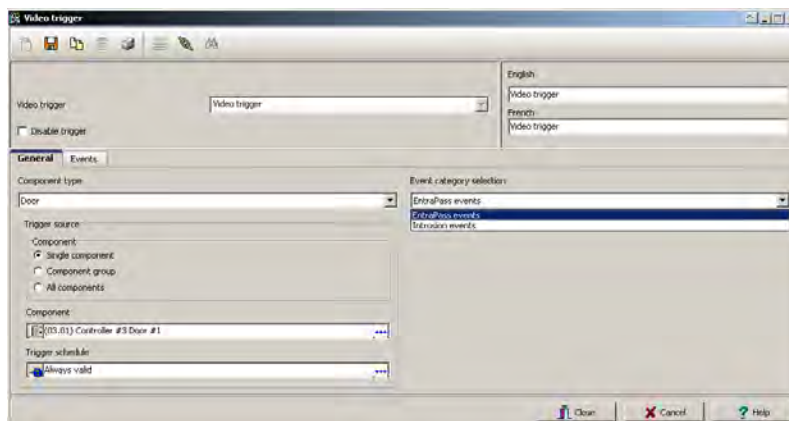 Video trigger
English
Video trigger
Video trigger
Video trigger
French
Disable trigger
Video trigger
General
Events
Component type
Event category selection
Door
EntraPass events
EntraPass events
Intrusion events
Trigger source
Component
Single component
Component group
All components
Component
(03.01) Controller #3 Door #1
Trigger schedule
Always valid
Close
Cancel
Help